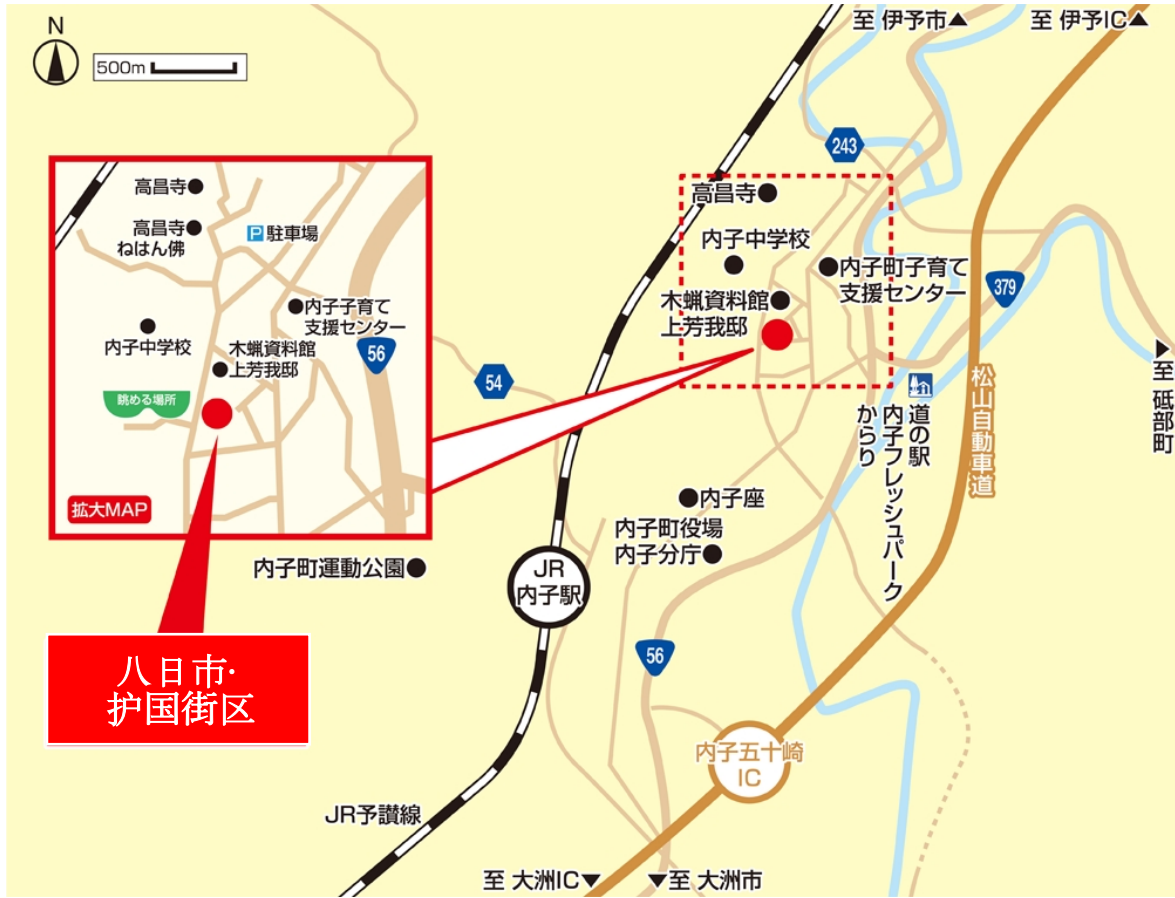 N
500m
至 伊予市▲
至 伊予IC▲
243
高昌寺
内子中学校
内子町子育て
支援センター
木蝋資料館
上芳我邸
379
▲至 砥部町
54
道の駅
内子フレッシュパーク
からり
松山自動車道
高昌寺
高昌寺
ねはん佛
P 駐車場
内子子育て
支援センター
内子中学校
木蝋資料館
上芳我邸
56
眺める場所
拡大MAP
内子座
内子町役場
内子分庁
内子町運動公園
JR
内子駅
56
八日市·
护国街区
内子五十崎
IC
JR予讃線
至 大洲IC▼
▼至 大洲市